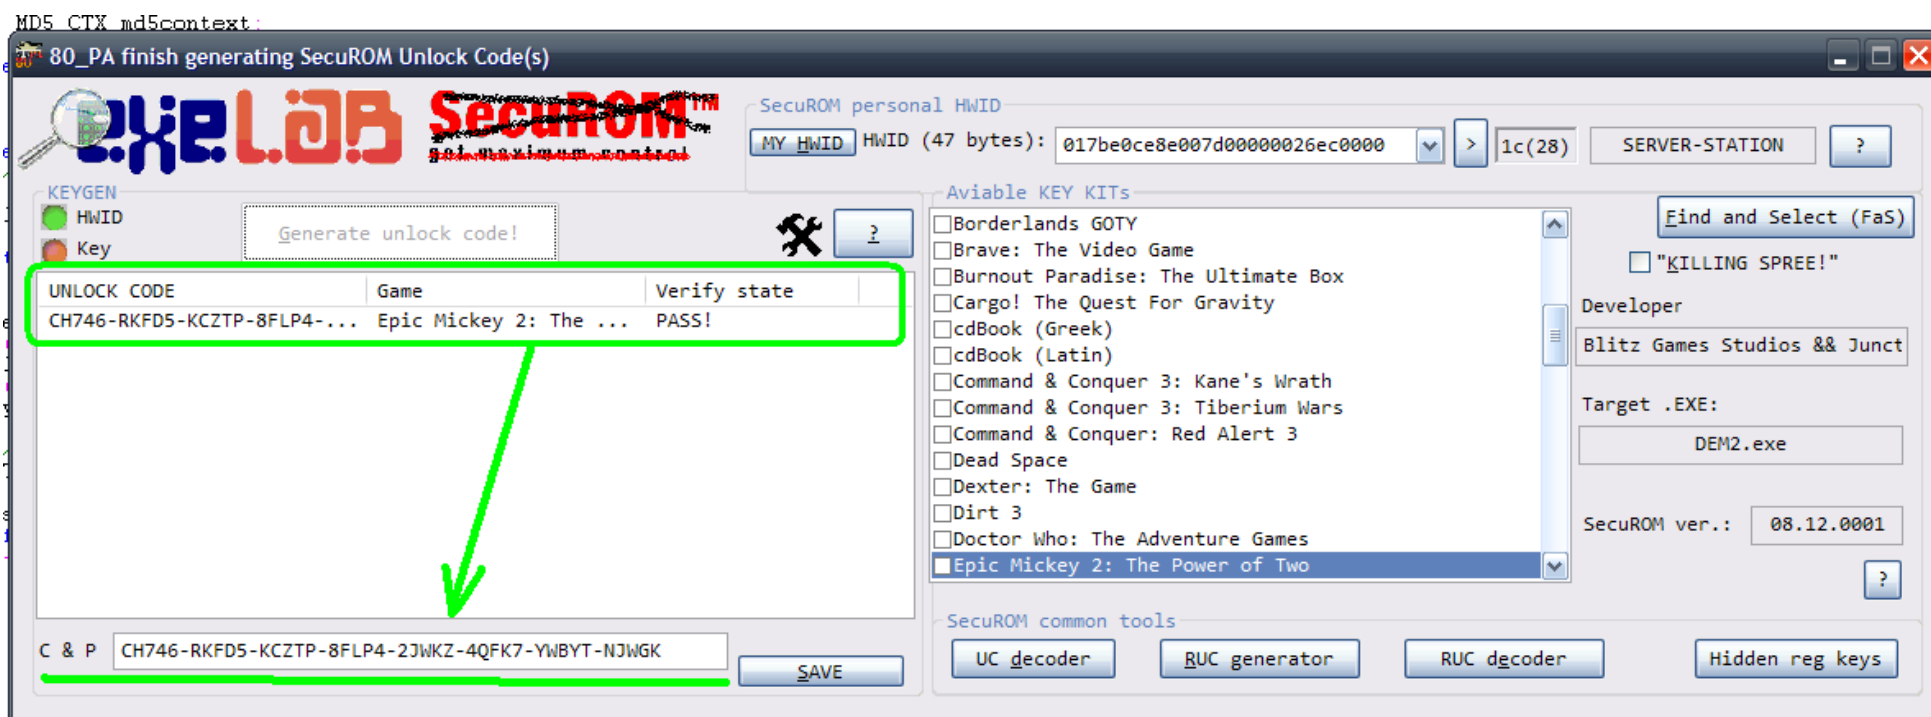 MD5_CTX md5context;
80_PA finish generating SecuROM Unlock Code(s)
eXeLAB
SecuROM™
SecuROM personal HWID
MY HWID HWID (47 bytes): 017be0ce8e007d00000026ec0000 > 1c(28) SERVER-STATION ?
KEYGEN
HWID
Key
Generate unlock code!
?
UNLOCK CODE Game Verify state
CH746-RKFD5-KCZTP-8FLP4-... Epic Mickey 2: The ... PASS!
C & P CH746-RKFD5-KCZTP-8FLP4-2JWKZ-4QFK7-YWBYT-NJWGK
SAVE
Aviable KEY KITs
Borderlands GOTY
Brave: The Video Game
Burnout Paradise: The Ultimate Box
Cargo! The Quest For Gravity
cdBook (Greek)
cdBook (Latin)
Command & Conquer 3: Kane's Wrath
Command & Conquer 3: Tiberium Wars
Command & Conquer: Red Alert 3
Dead Space
Dexter: The Game
Dirt 3
Doctor Who: The Adventure Games
Epic Mickey 2: The Power of Two
Find and Select (FaS)
"KILLING SPREE!"
Developer
Blitz Games Studios && Junct
Target .EXE:
DEM2.exe
SecuROM ver.: 08.12.0001
?
SecuROM common tools
UC decoder RUC generator RUC decoder Hidden reg keys